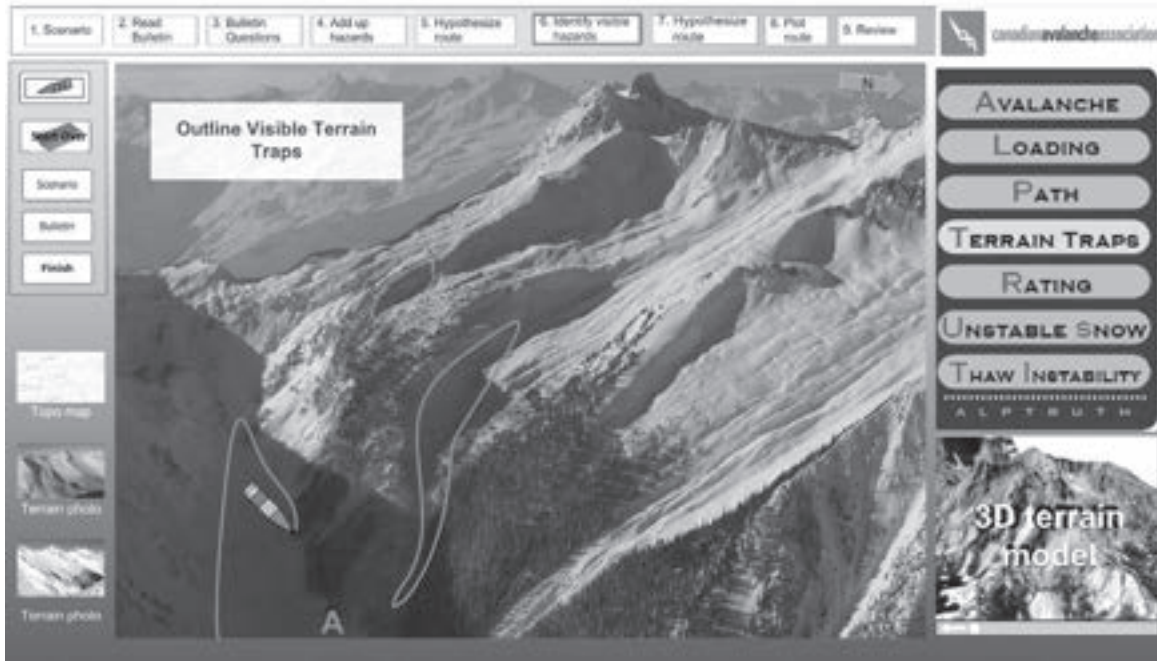 1. Scenario
2. Read
Bulletin
3. Bulletin
Questions
4. Add up
hazards
5. Hypothesize
route
6. Identify visible
hazards
7. Hypothesize
route
8. Plot
route
9. Review
canadianavalancheassociation
Start Over
Scenario
Bulletin
Finish
Topo map
Terrain photo
Terrain photo
Outline Visible Terrain
Traps
N
A
AVALANCHE
LOADING
PATH
TERRAIN TRAPS
RATING
UNSTABLE SNOW
THAW INSTABILITY
ALPTRUTH
3D terrain
model